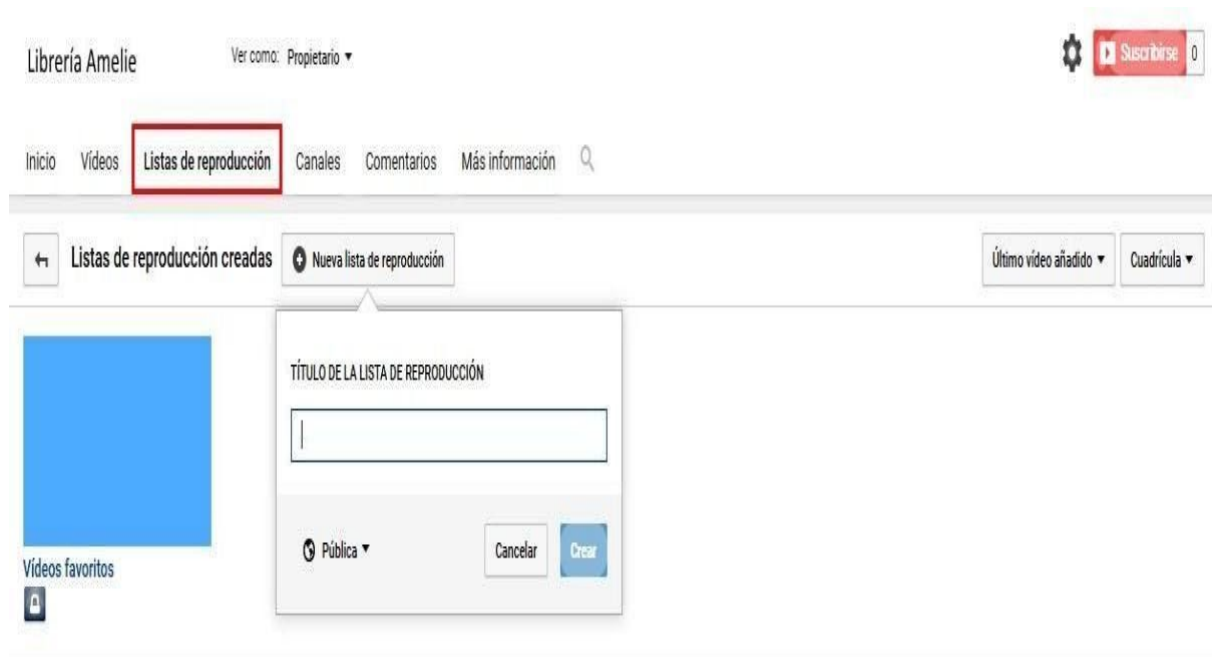 Librería Amelie Ver como: Propietario Suscribirse 0
Inicio Vídeos Listas de reproducción Canales Comentarios Más información
Listas de reproducción creadas Nueva lista de reproducción Último vídeo añadido Cuadrícula
TÍTULO DE LA LISTA DE REPRODUCCIÓN
Pública Cancelar Crear
Vídeos favoritos